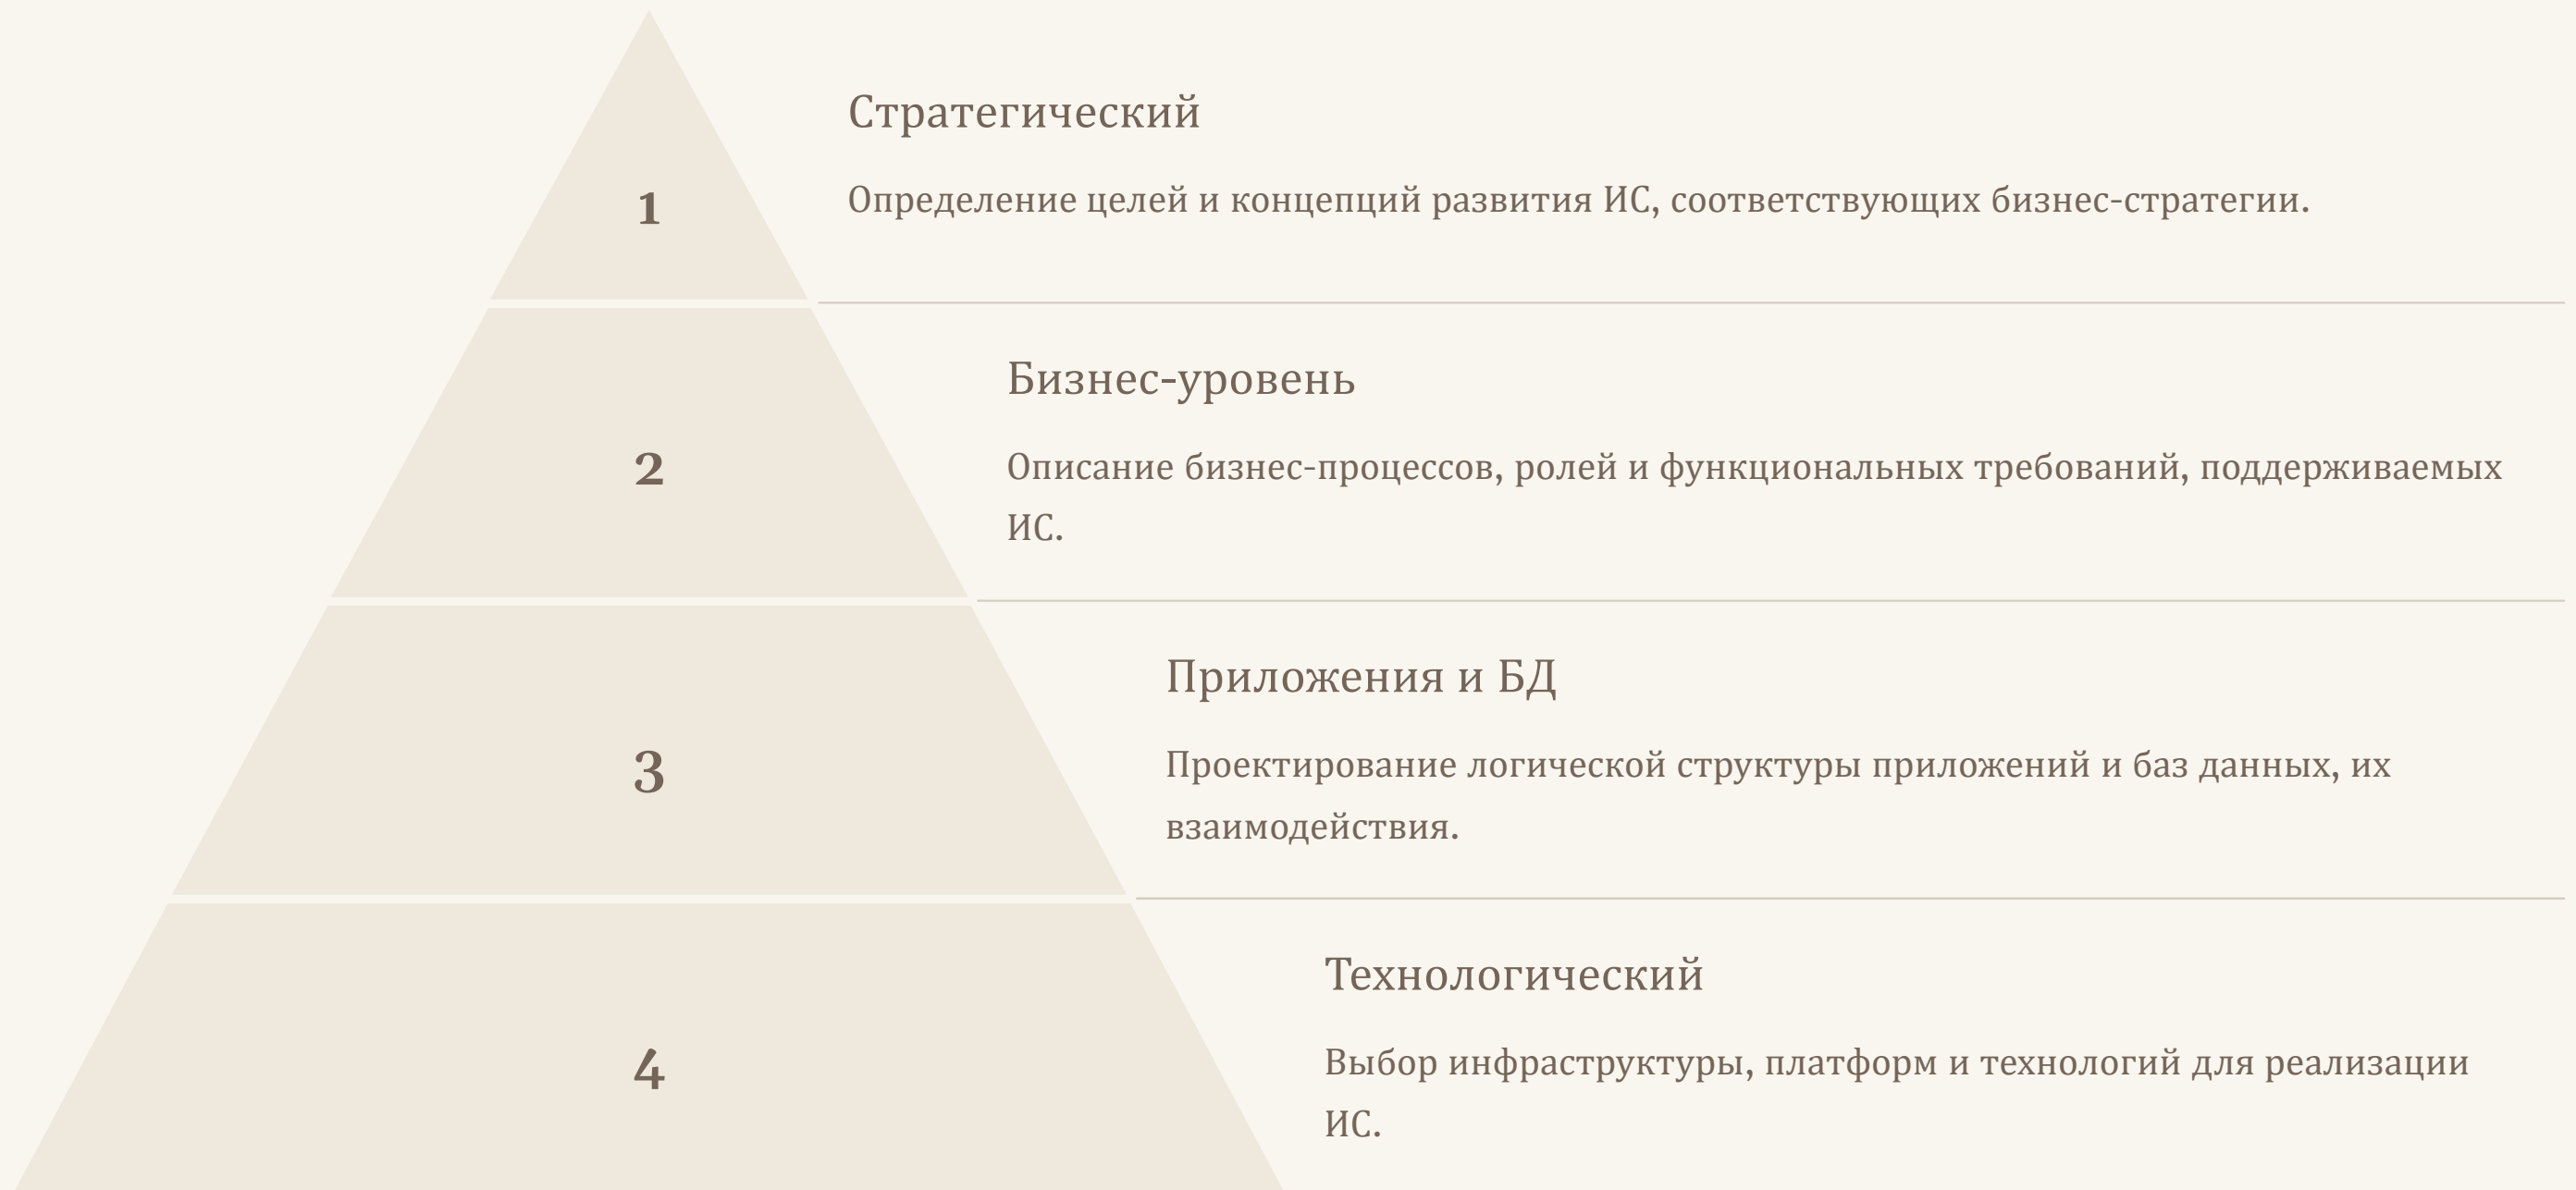 1
Стратегический
Определение целей и концепций развития ИС, соответствующих бизнес-стратегии.
2
Бизнес-уровень
Описание бизнес-процессов, ролей и функциональных требований, поддерживаемых
ИС.
3
Приложения и БД
Проектирование логической структуры приложений и баз данных, их
взаимодействия.
4
Технологический
Выбор инфраструктуры, платформ и технологий для реализации
ИС.